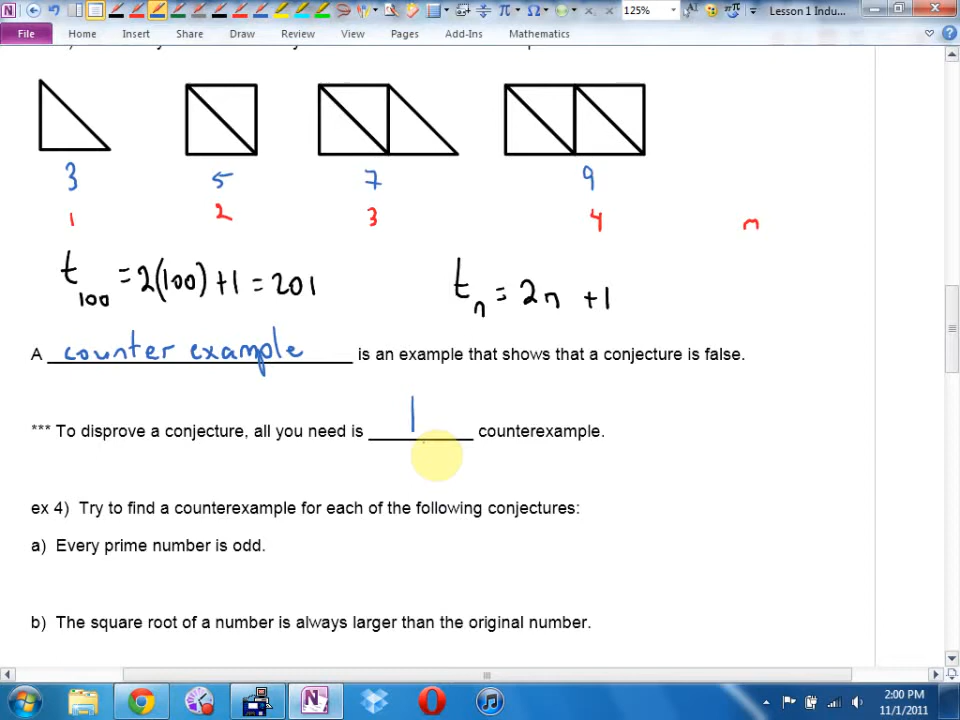 125%
Lesson 1 Indu...
File Home Insert Share Draw Review View Pages Add-Ins Mathematics
3 5 7 9
1 2 3 4 n
t100 = 2(100) + 1 = 201 tn = 2n + 1
A counter example is an example that shows that a conjecture is false.
*** To disprove a conjecture, all you need is 1 counterexample.
ex 4) Try to find a counterexample for each of the following conjectures:
a) Every prime number is odd.
b) The square root of a number is always larger than the original number.
2:00 PM
11/1/2011